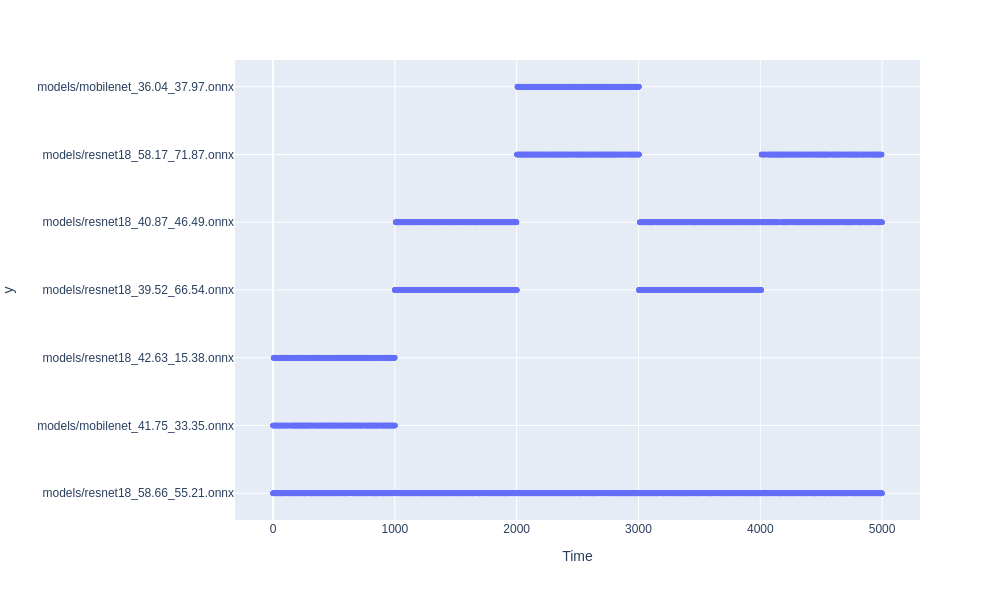 models/mobilenet_36.04_37.97.onnx
models/resnet18_58.17_71.87.onnx
models/resnet18_40.87_46.49.onnx
models/resnet18_39.52_66.54.onnx
models/resnet18_42.63_15.38.onnx
models/mobilenet_41.75_33.35.onnx
models/resnet18_58.66_55.21.onnx
y
0 1000 2000 3000 4000 5000
Time